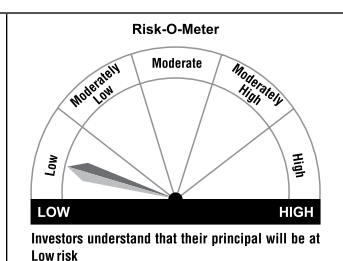 Risk-O-Meter
Moderate
Moderately
Low
Moderately
High
Low
High
LOW
HIGH
Investors understand that their principal will be at
Low risk